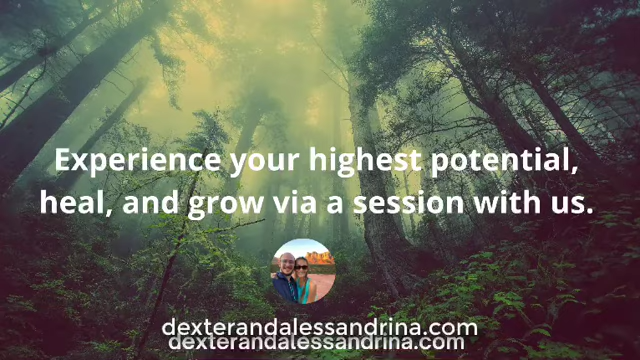 Experience your highest potential,
heal, and grow via a session with us.
dexterandalessandrina.com
dexterandalessandrina.com